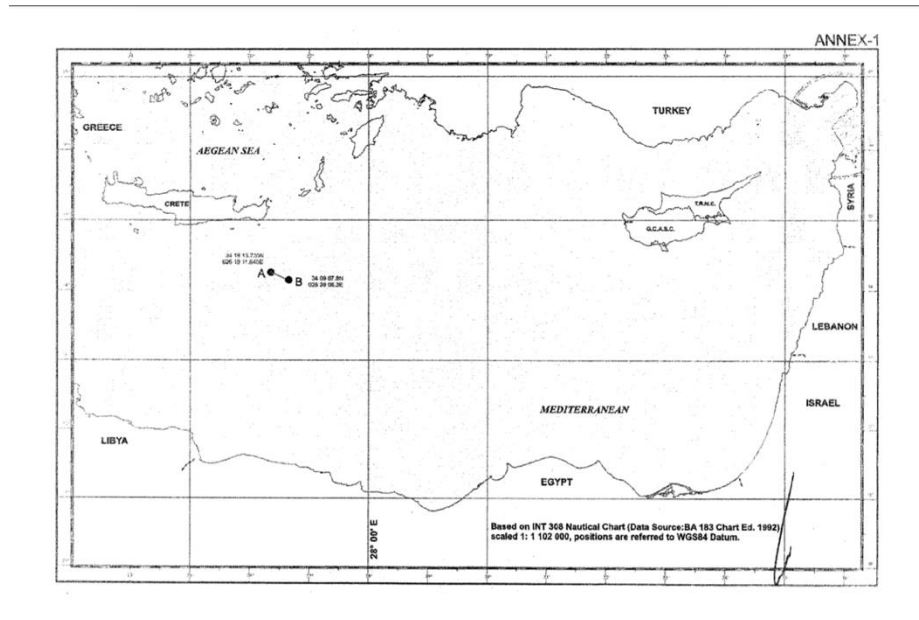 ANNEX-1
TURKEY
GREECE
AEGEAN SEA
CRETE
T.R.N.C.
G.C.A.S.C.
SYRIA
A
B
LEBANON
ISRAEL
MEDITERRANEAN
LIBYA
EGYPT
28° 00' E
Based on INT 308 Nautical Chart (Data Source:BA 183 Chart Ed. 1992)
scaled 1: 1 102 000, positions are referred to WGS84 Datum.